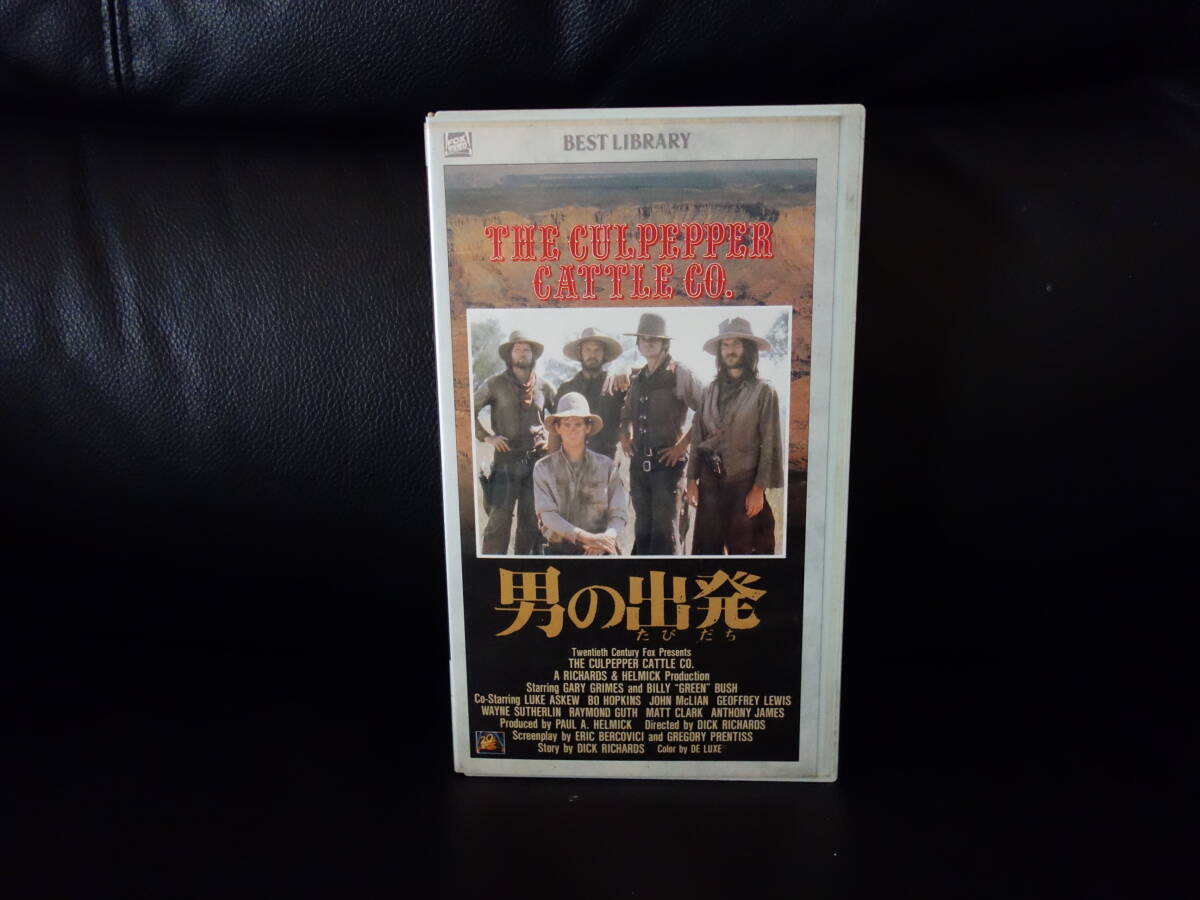 FOX VIDEO
BEST LIBRARY
THE CULPEPPER
CATTLE CO.
男の出発
たびだち
Twentieth Century Fox Presents
THE CULPEPPER CATTLE CO.
A RICHARDS & HELMICK Production
Starring GARY GRIMES and BILLY "GREEN" BUSH
Co-Starring LUKE ASKEW BO HOPKINS JOHN McLIAN GEOFFREY LEWIS
WAYNE SUTHERLIN RAYMOND GUTH MATT CLARK ANTHONY JAMES
Produced by PAUL A. HELMICK Directed by DICK RICHARDS
Screenplay by ERIC BERCOVICI and GREGORY PRENTISS
Story by DICK RICHARDS Color by DE LUXE